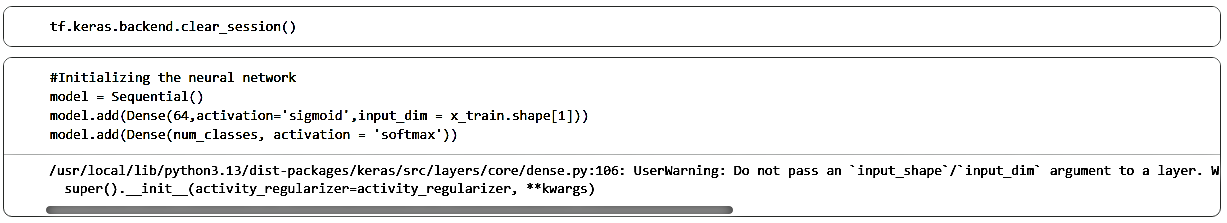 tf.keras.backend.clear_session()
#Initializing the neural network
model = Sequential()
model.add(Dense(64,activation='sigmoid',input_dim = x_train.shape[1]))
model.add(Dense(num_classes, activation = 'softmax'))
/usr/local/lib/python3.13/dist-packages/keras/src/layers/core/dense.py:106: UserWarning: Do not pass an `input_shape`/`input_dim` argument to a layer. W
super().__init__(activity_regularizer=activity_regularizer, **kwargs)